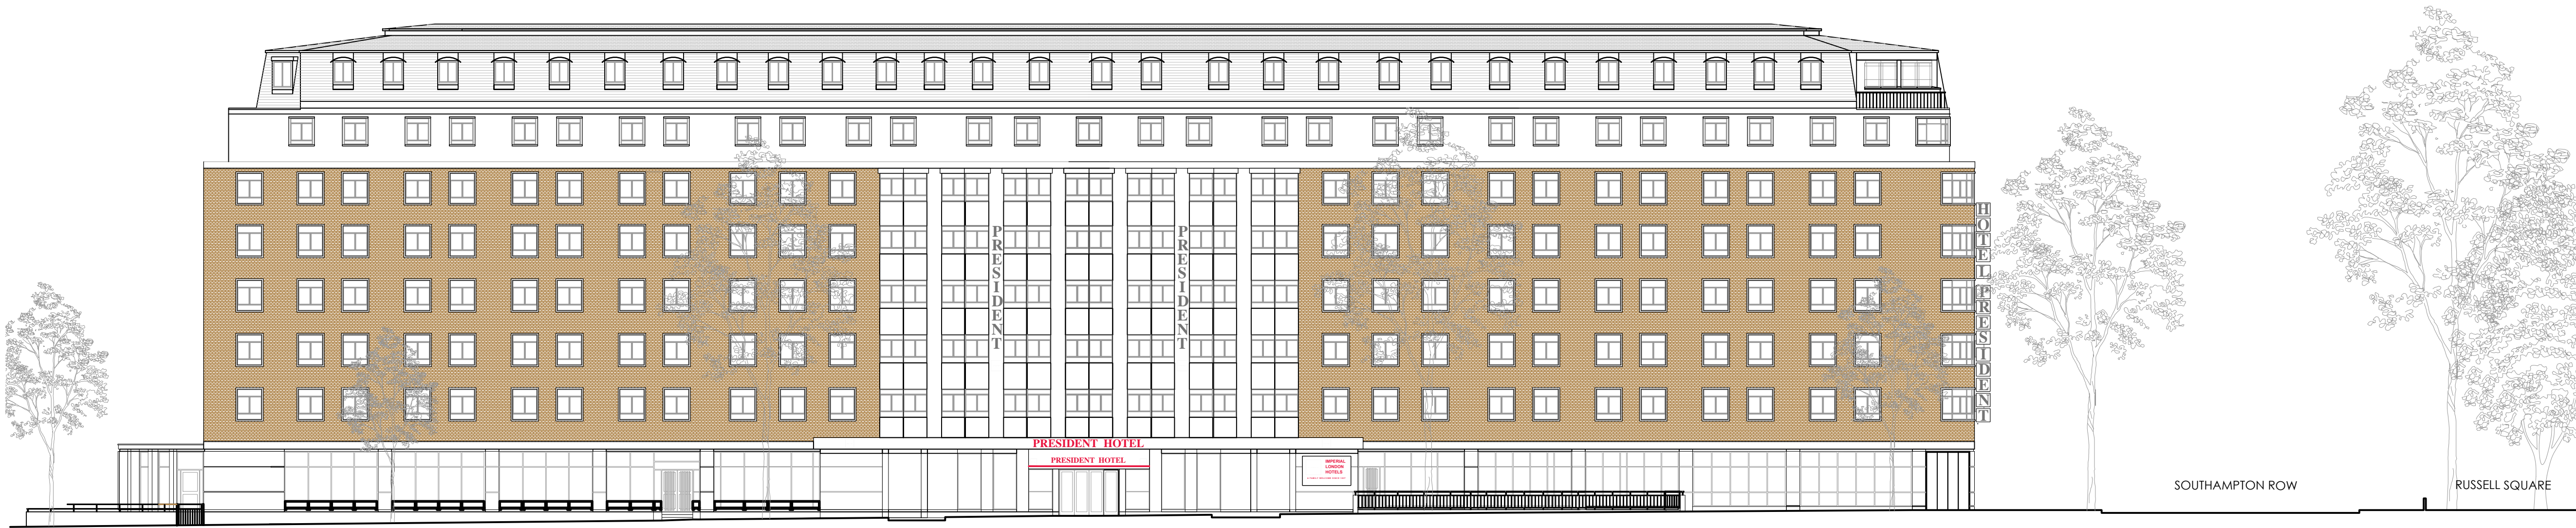 PRESIDENT
PRESIDENT
HOTEL PRESIDENT
PRESIDENT HOTEL
PRESIDENT HOTEL
IMPERIAL
LONDON
HOTELS
SOUTHAMPTON ROW
RUSSELL SQUARE